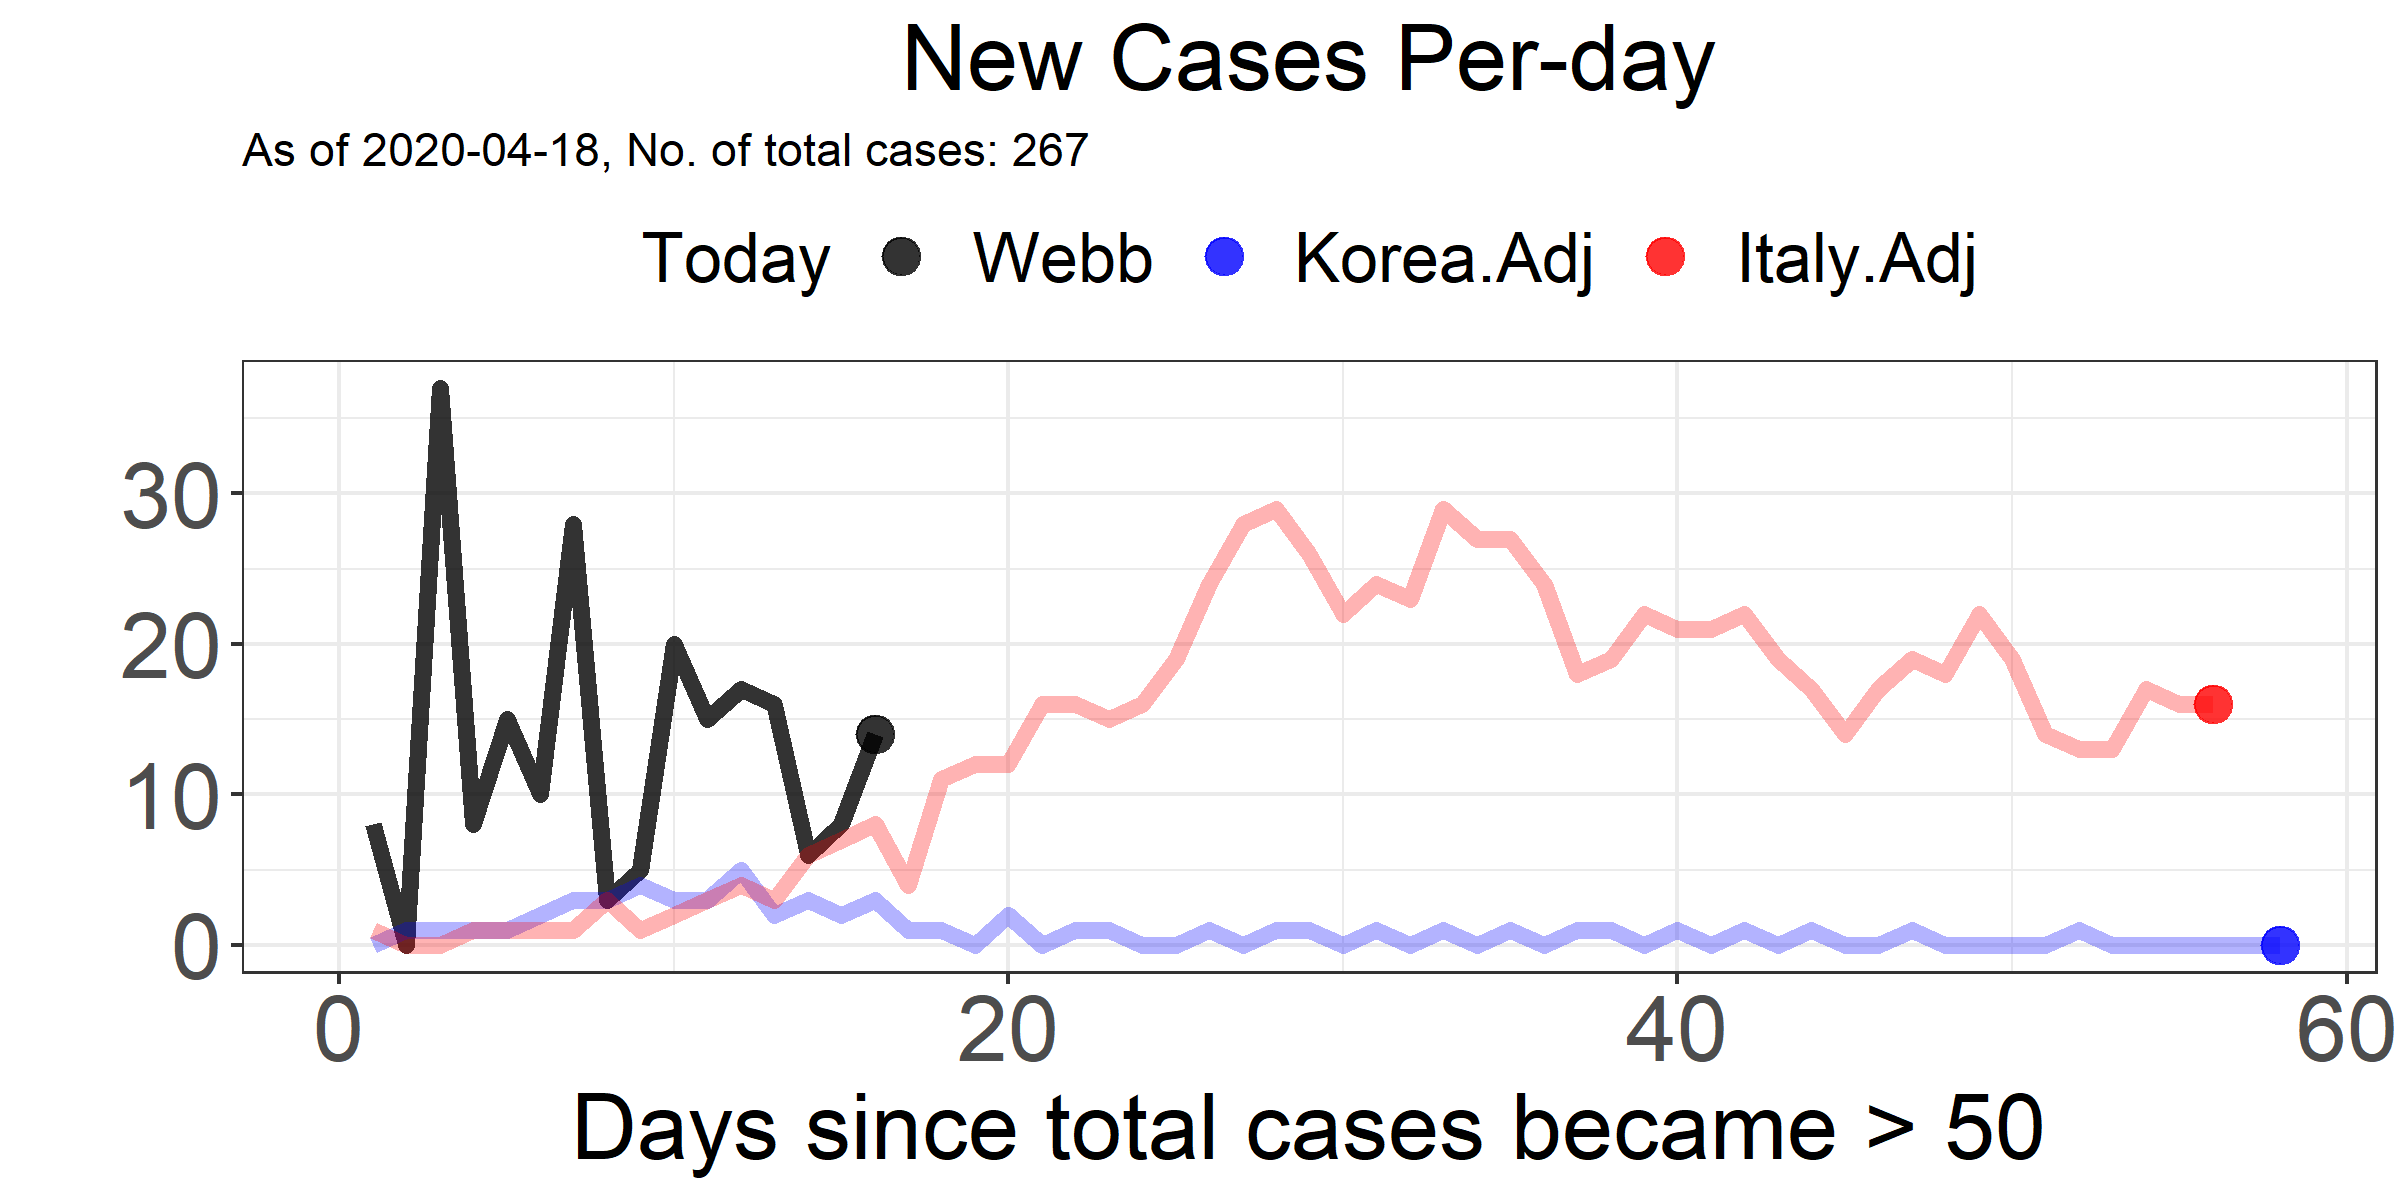 New Cases Per-day
As of 2020-04-18, No. of total cases: 267
Today Webb Korea.Adj Italy.Adj
30
20
10
0
0 20 40 60
Days since total cases became > 50